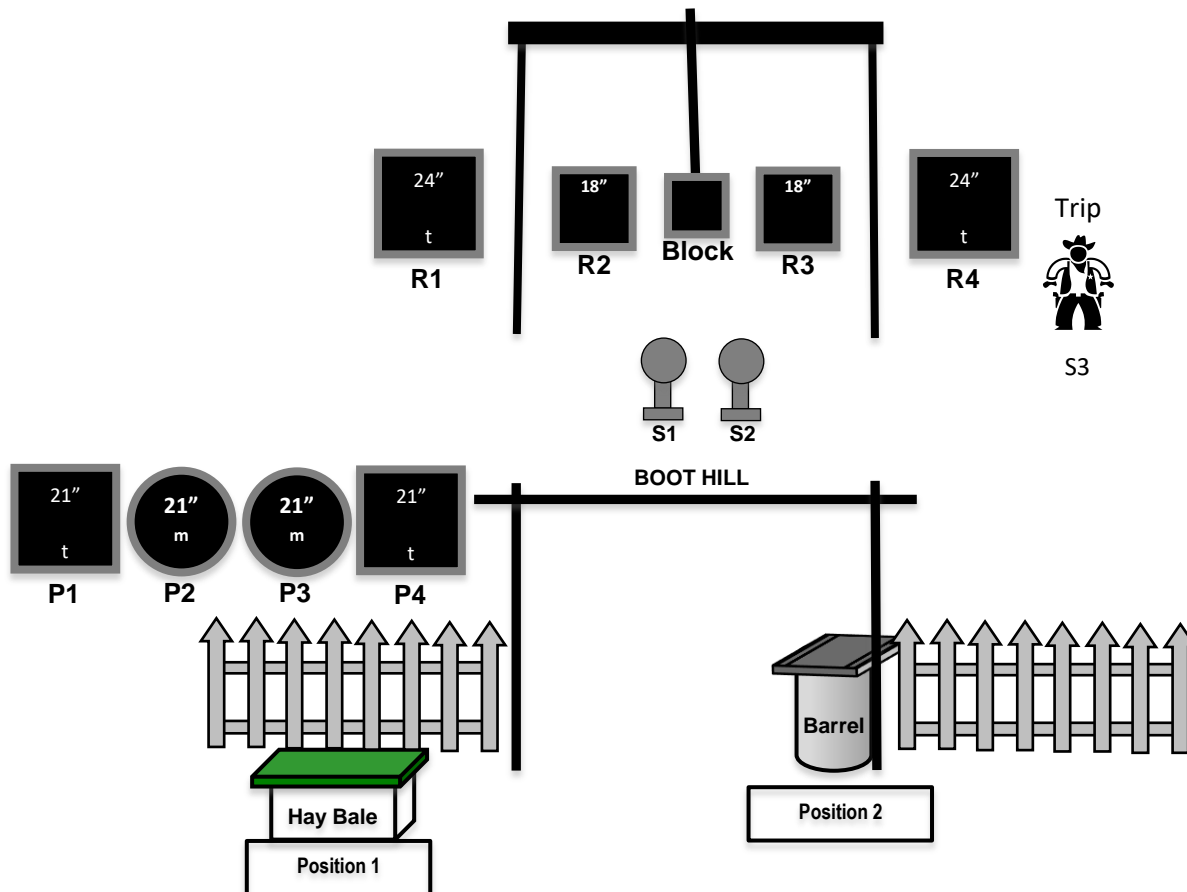 24”
t
R1
18”
R2
Block
18”
R3
24”
t
R4
Trip
S3
S1
S2
BOOT HILL
21”
t
P1
21”
m
P2
21”
m
P3
21”
t
P4
Barrel
Hay Bale
Position 1
Position 2